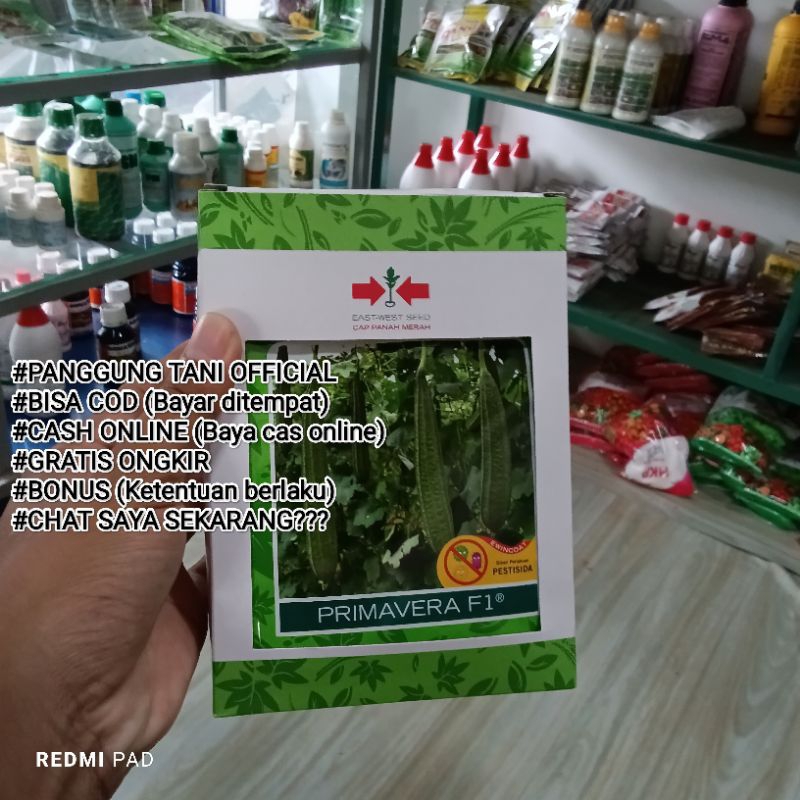 EAST-WEST SEED
CAP PANAH MERAH
#PANGGUNG TANI OFFICIAL
#BISA COD (Bayar ditempat)
#CASH ONLINE (Baya cas online)
#GRATIS ONGKIR
#BONUS (Ketentuan berlaku)
#CHAT SAYA SEKARANG???
EWINCOAT
PESTISIDA
PRIMAVERA F1®
MKP
REDMI PAD